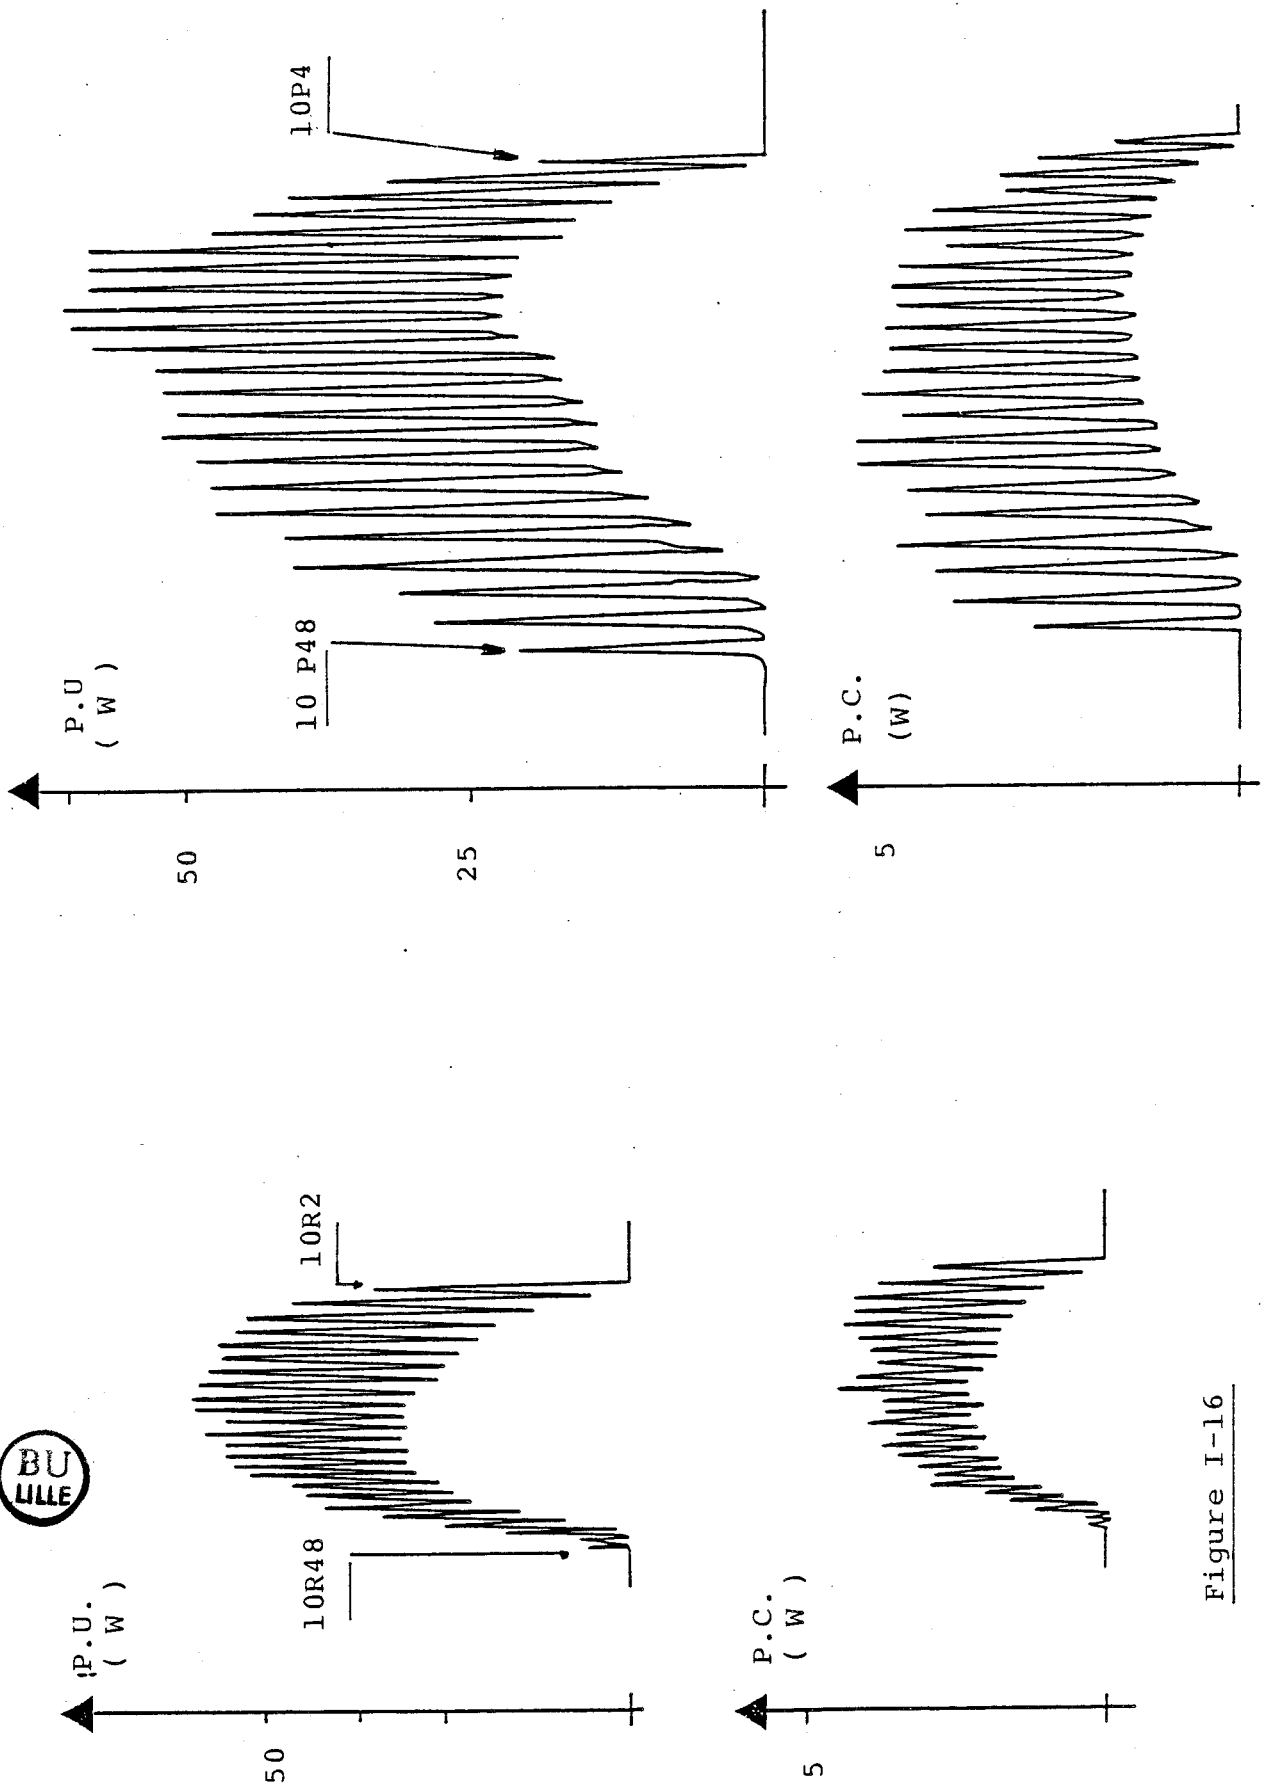 BU
LILLE
P.U.
( W )
50
10R48
10R2
P.C.
( W )
5
P.U
( W )
50
25
10 P48
10P4
P.C.
(W)
5
Figure I-16